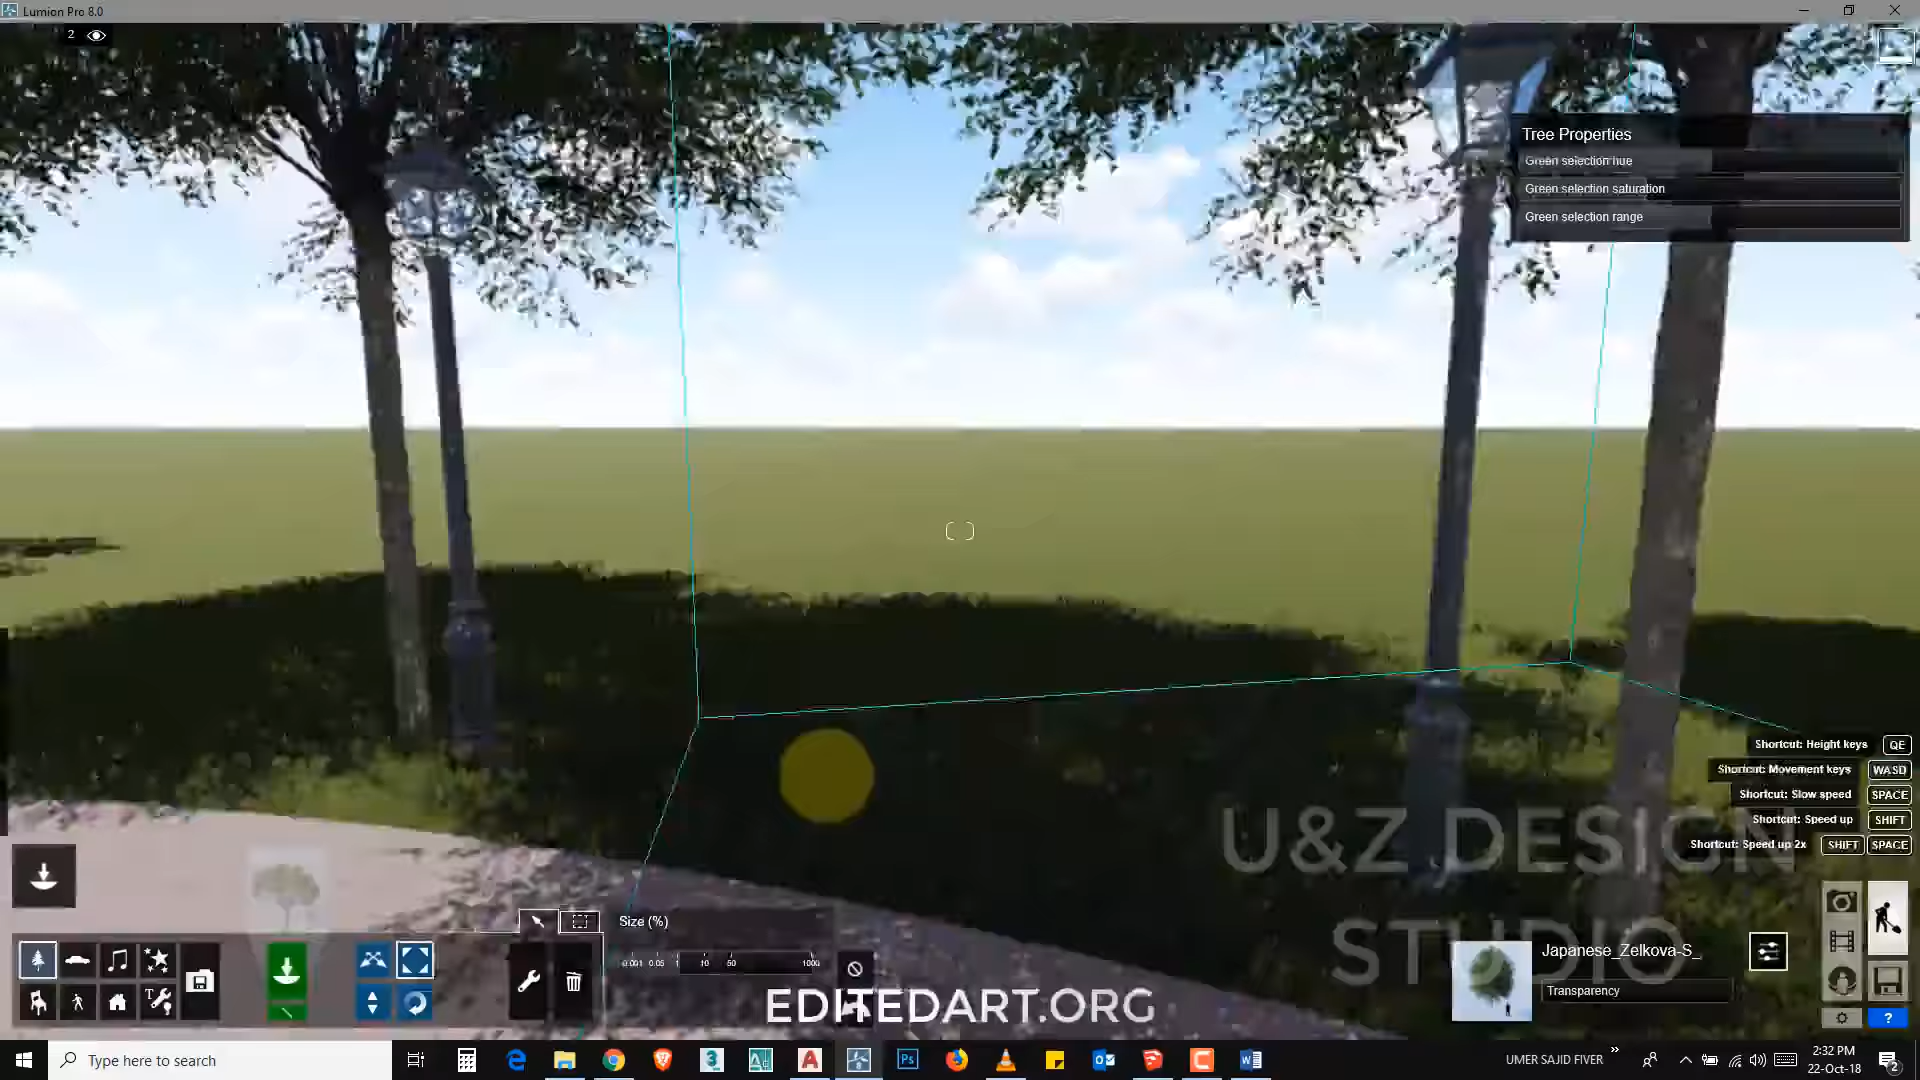 Lumion Pro 8.0
2
Tree Properties
Green selection hue
Green selection saturation
Green selection range
Shortcut: Height keys QE
Shortcut: Movement keys WASD
Shortcut: Slow speed SPACE
Shortcut: Speed up SHIFT
Shortcut: Speed up 2x SHIFT SPACE
U&Z DESIGN
STUDIO
Size (%)
0.001 0.05 1 10 50 1000
Japanese_Zelkova-S_
Transparency
?
EDITEDART.ORG
Type here to search
UMER SAJID FIVER
2:32 PM
22-Oct-18
2